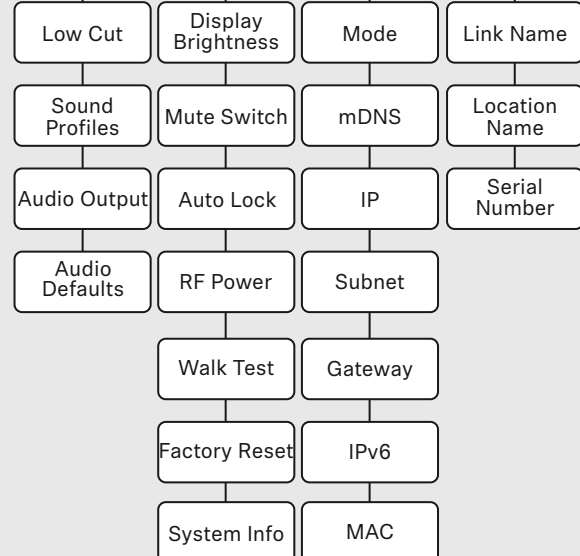 Low Cut
Sound
Profiles
Audio Output
Audio
Defaults
Display
Brightness
Mute Switch
Auto Lock
RF Power
Walk Test
Factory Reset
System Info
Mode
mDNS
IP
Subnet
Gateway
IPv6
MAC
Link Name
Location
Name
Serial
Number